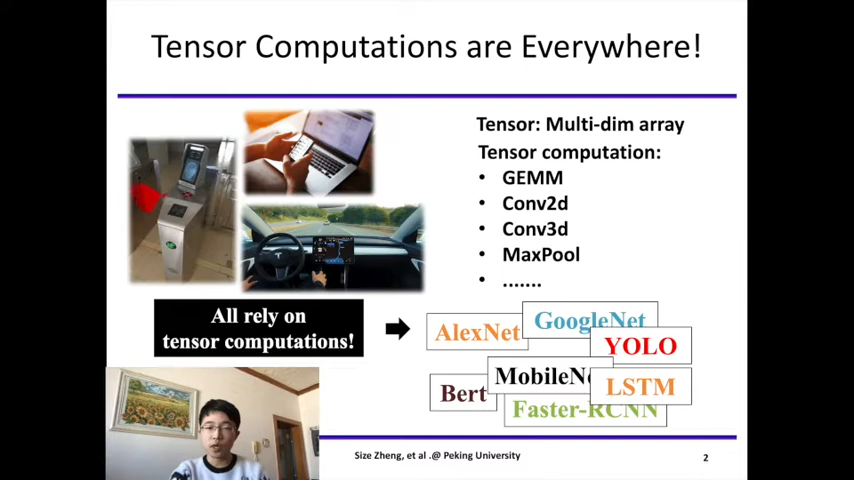 Tensor Computations are Everywhere!
Tensor: Multi-dim array
Tensor computation:
• GEMM
• Conv2d
• Conv3d
• MaxPool
• .......
All rely on
tensor computations!
AlexNet
GoogleNet
YOLO
MobileNe
Bert
LSTM
Faster-RCNN
Size Zheng, et al .@ Peking University
2